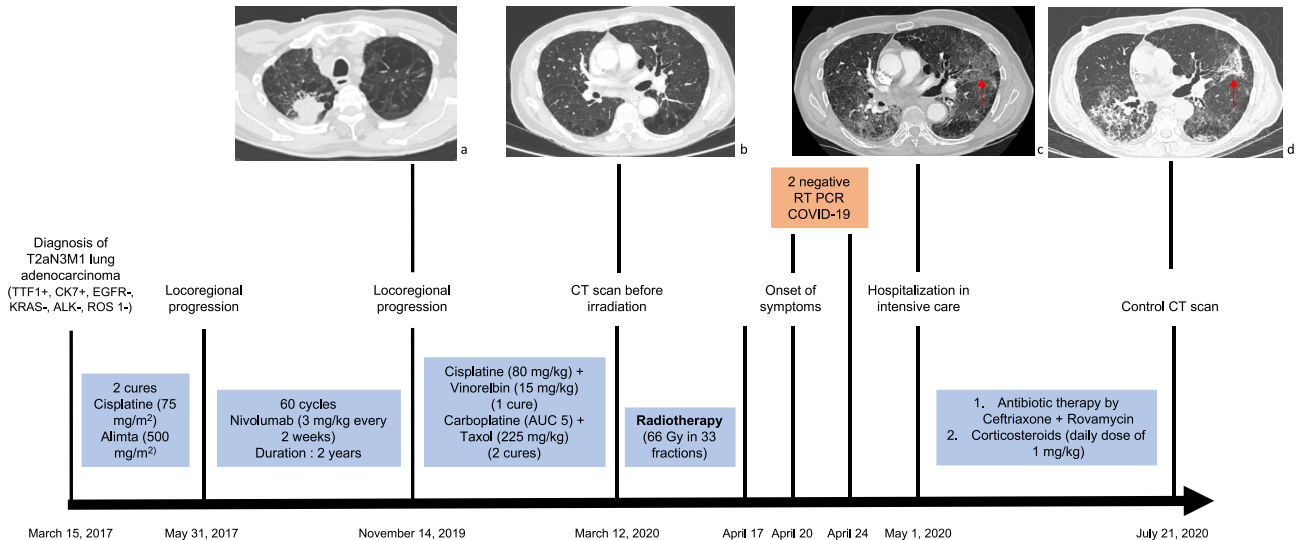 a
b
c
d
2 negative
RT PCR
COVID-19
Diagnosis of
T2aN3M1 lung
adenocarcinoma
(TTF1+, CK7+, EGFR-,
KRAS-, ALK-, ROS 1-)
Locoregional
progression
Locoregional
progression
CT scan before
irradiation
Onset of
symptoms
Hospitalization in
intensive care
Control CT scan
2 cures
Cisplatine (75
mg/m2)
Alimta (500
mg/m2)
60 cycles
Nivolumab (3 mg/kg every
2 weeks)
Duration : 2 years
Cisplatine (80 mg/kg) +
Vinorelbin (15 mg/kg)
(1 cure)
Carboplatine (AUC 5) +
Taxol (225 mg/kg)
(2 cures)
Radiotherapy
(66 Gy in 33
fractions)
1. Antibiotic therapy by
Ceftriaxone + Rovamycin
2. Corticosteroids (daily dose of
1 mg/kg)
March 15, 2017
May 31, 2017
November 14, 2019
March 12, 2020
April 17
April 20
April 24
May 1, 2020
July 21, 2020